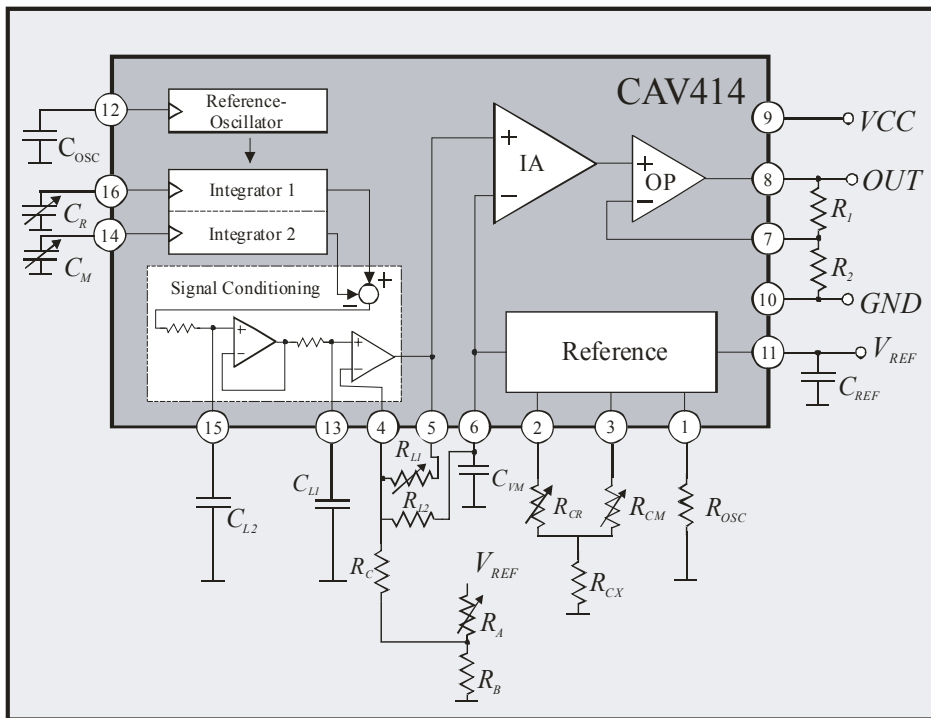 CAV414
12
Reference-
Oscillator
9
VCC
C_OSC
+
IA
−
+
OP
−
16
Integrator 1
8
OUT
C_R
R_1
14
Integrator 2
7
C_M
R_2
Signal Conditioning
+
−
10
GND
+
−
+
−
Reference
11
V_REF
C_REF
15
13
4
5
6
2
3
1
R_L1
C_L2
C_L1
R_L2
C_VM
R_CR
R_CM
R_OSC
R_C
V_REF
R_CX
R_A
R_B